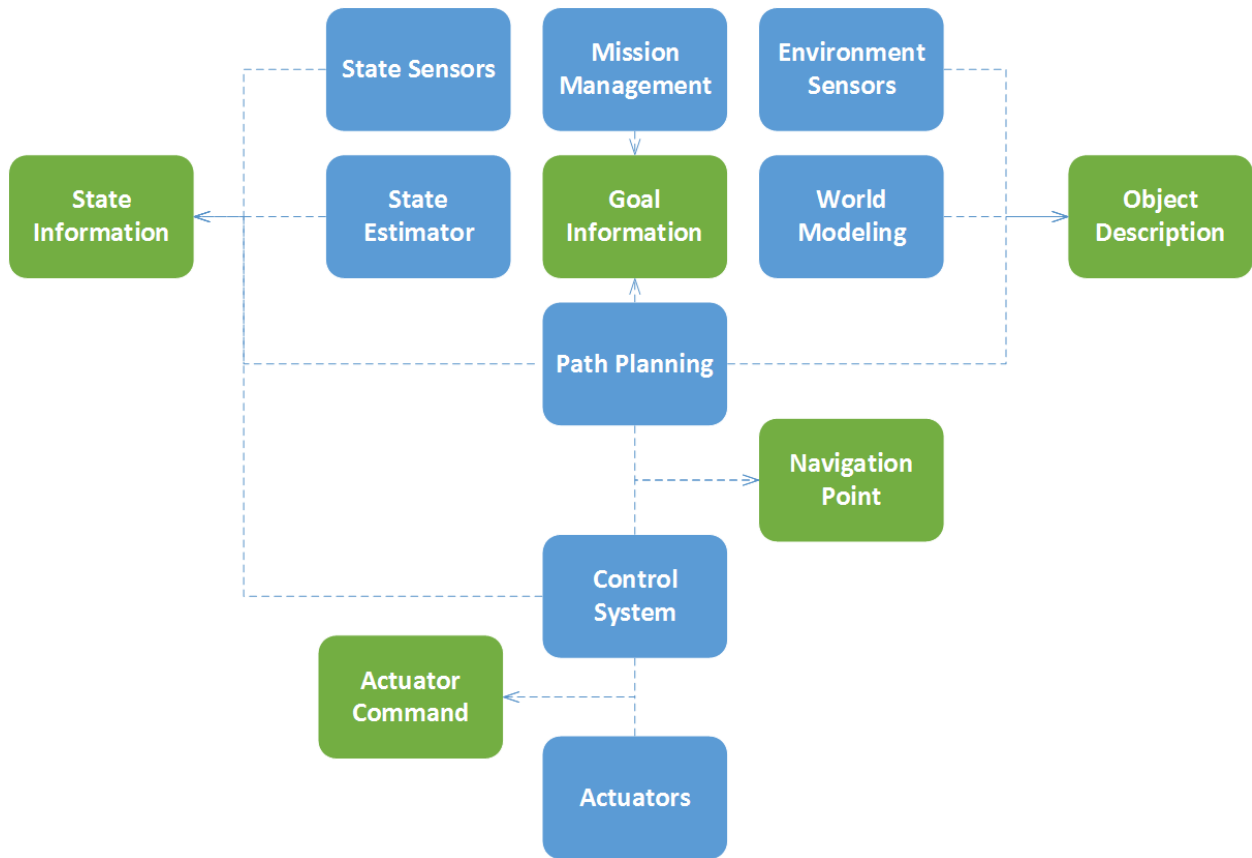 State Sensors
Mission
Management
Environment
Sensors
State
Information
State
Estimator
Goal
Information
World
Modeling
Object
Description
Path Planning
Navigation
Point
Control
System
Actuator
Command
Actuators